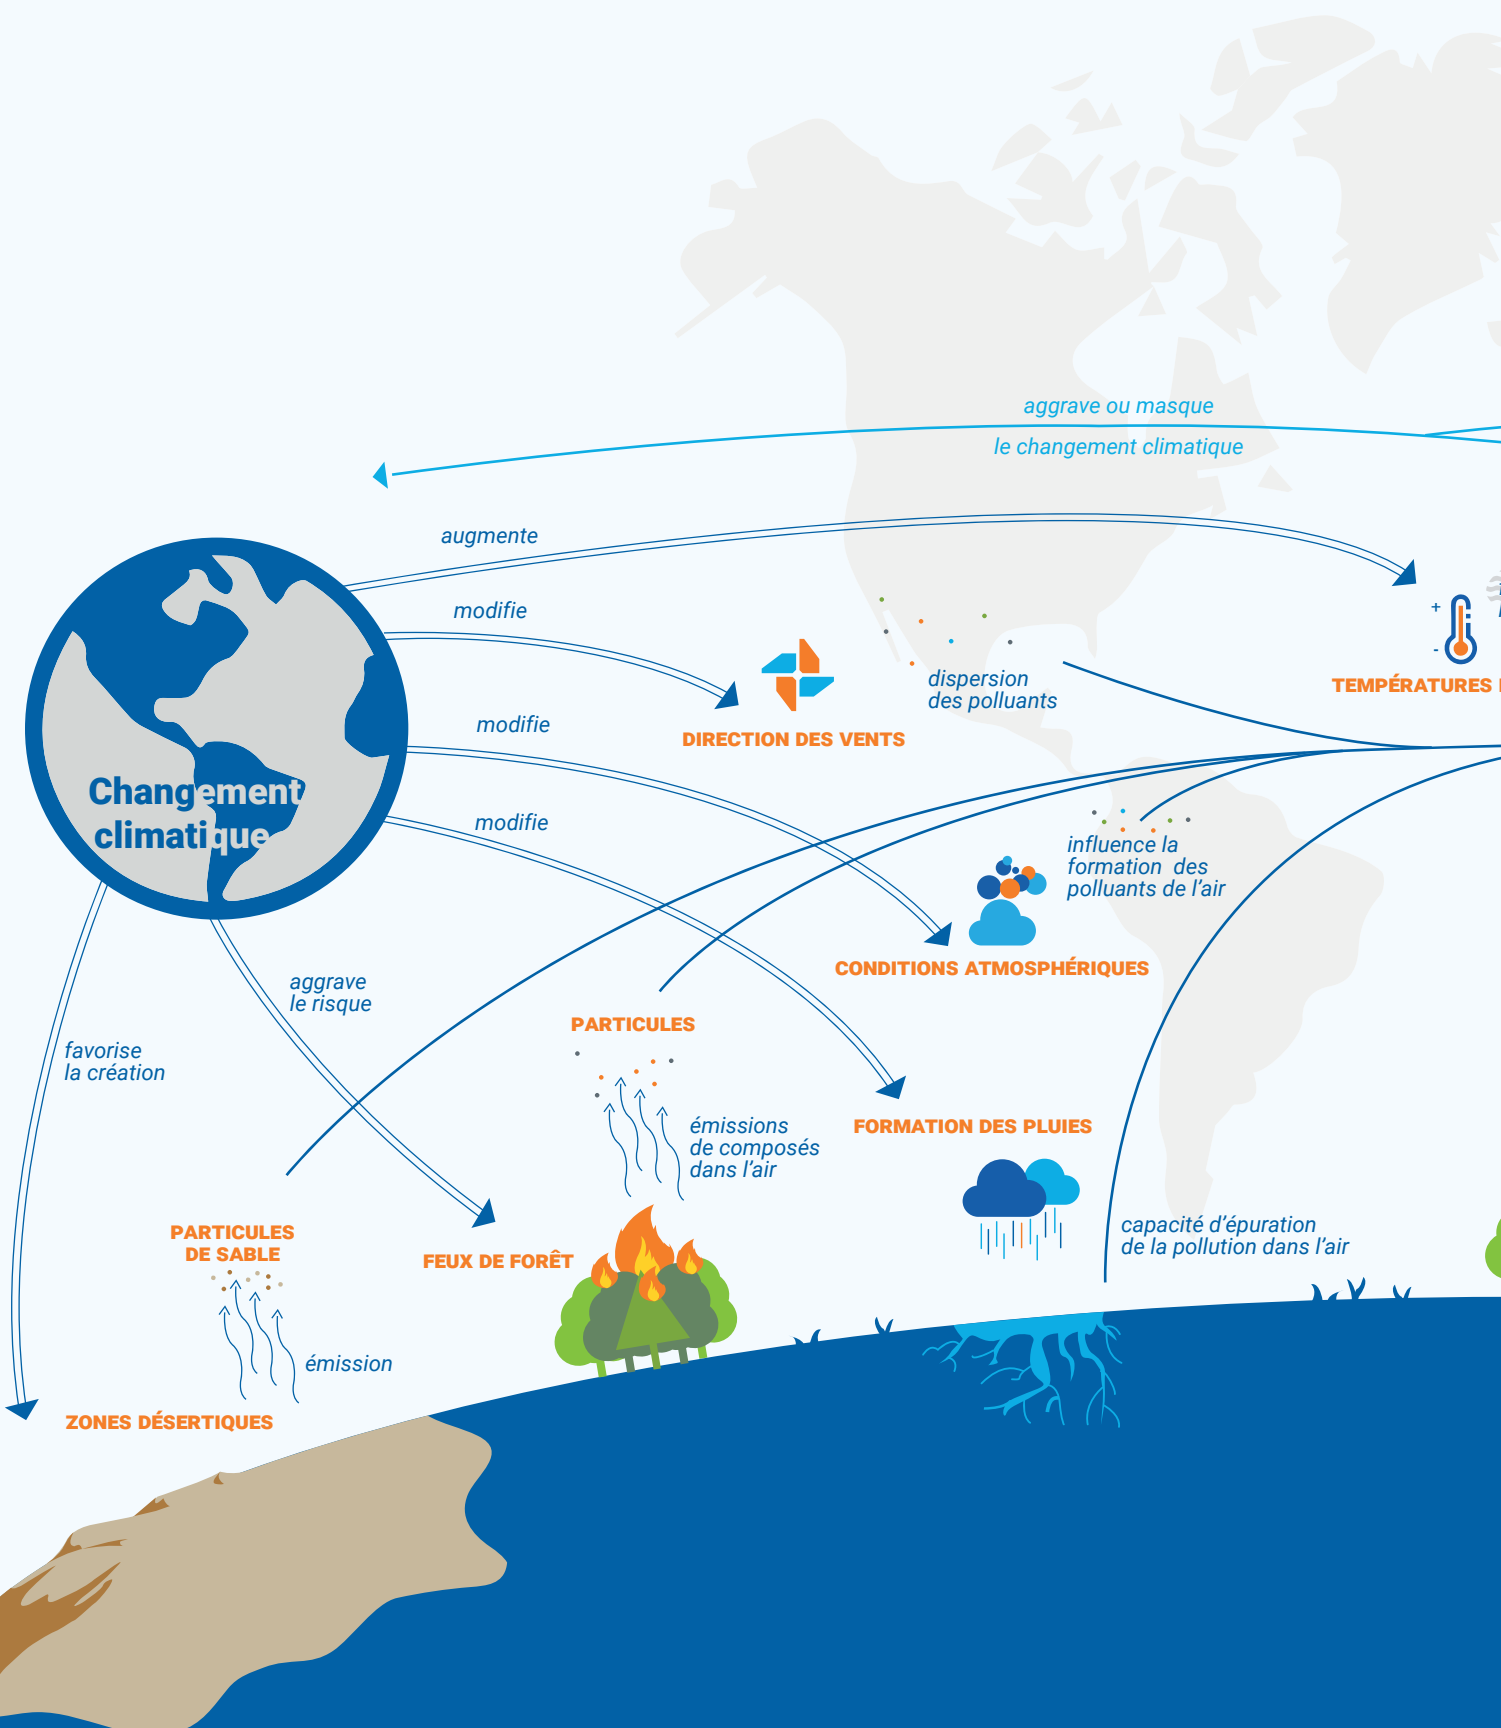 aggrave ou masque
le changement climatique
augmente
modifie
+
-
TEMPÉRATURES
dispersion
des polluants
DIRECTION DES VENTS
modifie
Changement
climatique
modifie
influence la
formation des
polluants de l’air
CONDITIONS ATMOSPHÉRIQUES
aggrave
le risque
PARTICULES
favorise
la création
émissions
de composés
dans l’air
FORMATION DES PLUIES
PARTICULES
DE SABLE
FEUX DE FORÊT
capacité d’épuration
de la pollution dans l’air
émission
ZONES DÉSERTIQUES